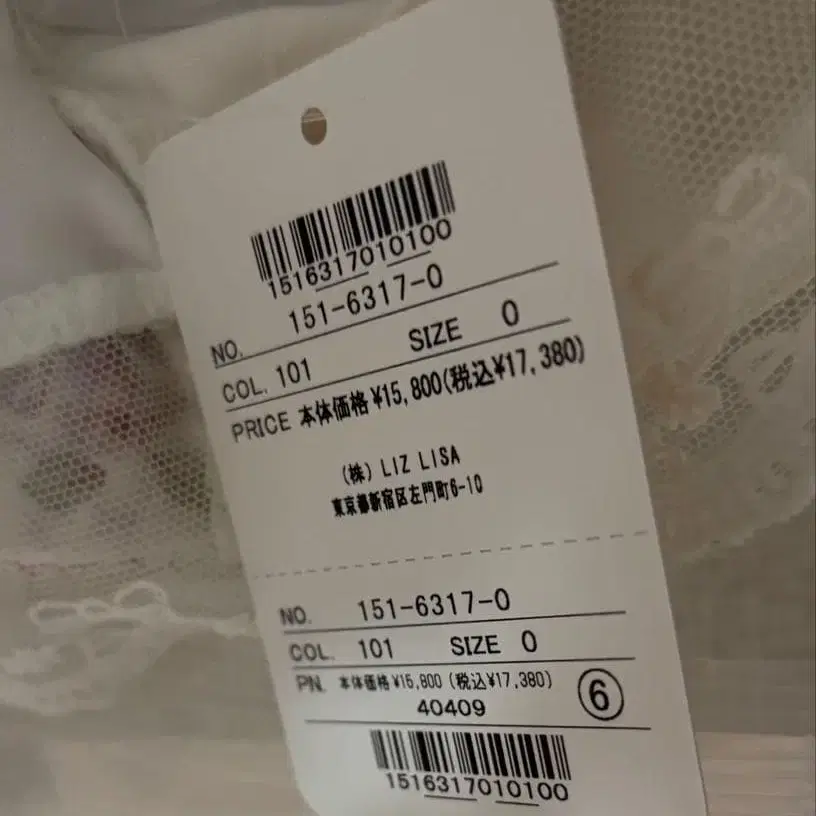 1516317010100
NO. 151-6317-0
COL. 101 SIZE 0
PRICE 本体価格¥15,800(税込¥17,380)
(株) LIZ LISA
東京都新宿区左門町6-10
NO. 151-6317-0
COL. 101 SIZE 0
PN. 本体価格¥15,800 (税込¥17,380) ⑥
40409
1516317010100